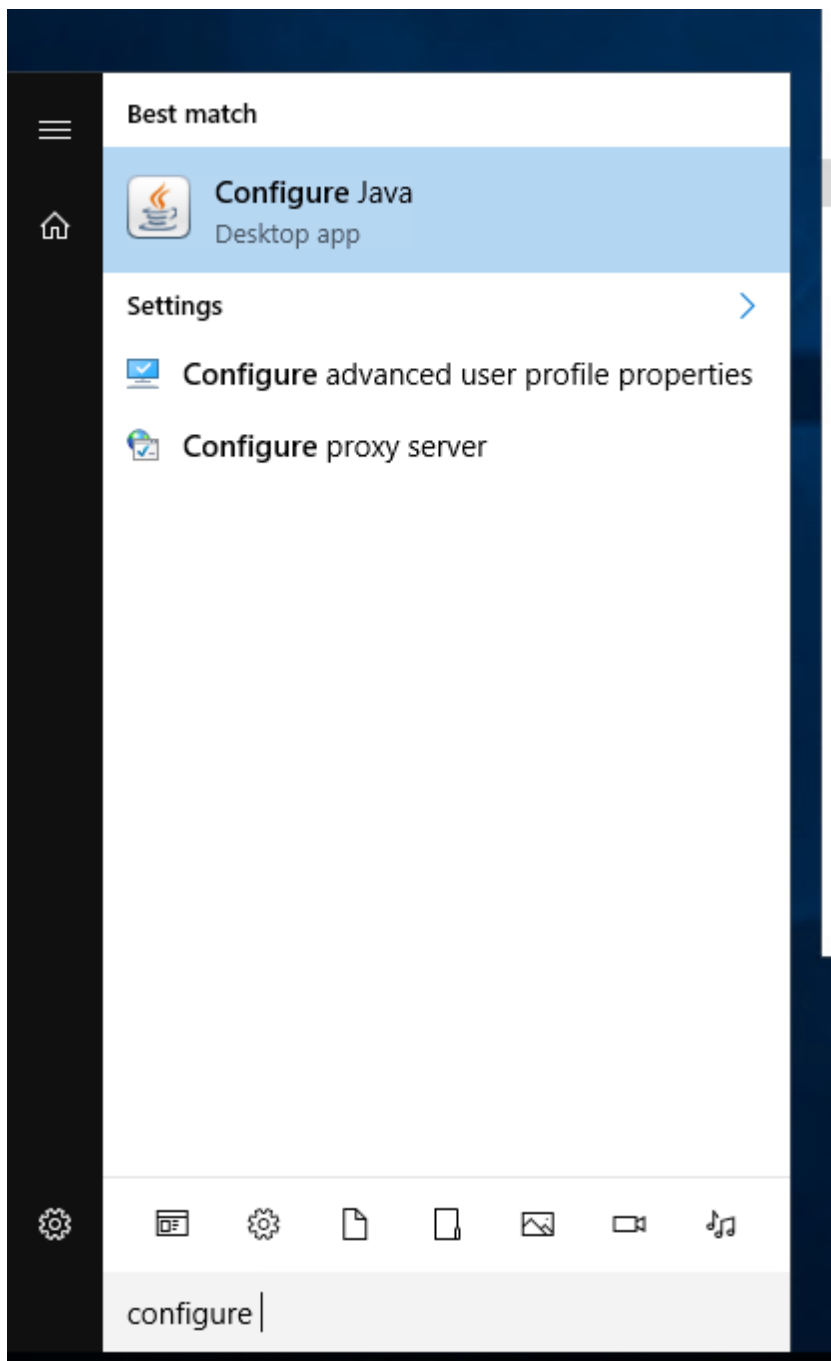 Best match
Configure Java
Desktop app
Settings
Configure advanced user profile properties
Configure proxy server
configure